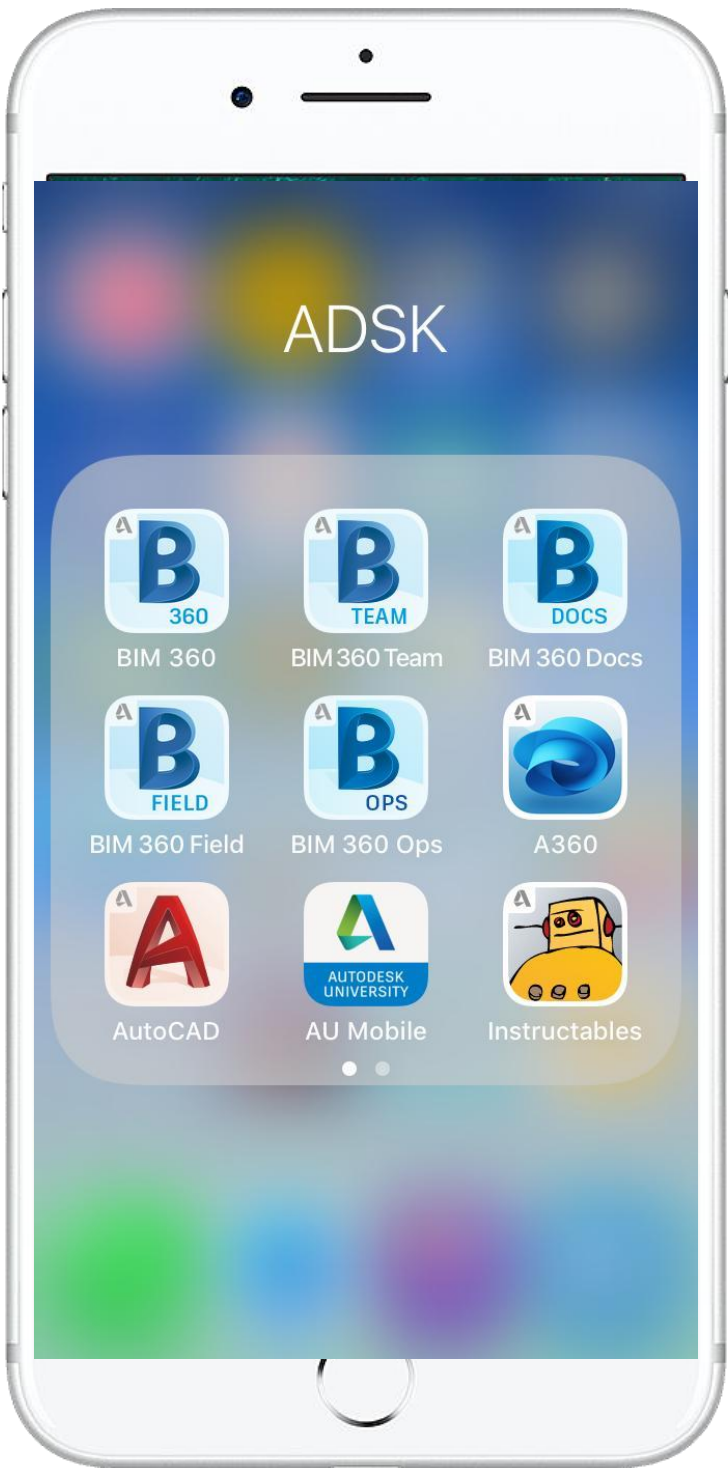 ADSK
360
TEAM
DOCS
BIM 360
BIM 360 Team
BIM 360 Docs
FIELD
OPS
BIM 360 Field
BIM 360 Ops
A360
AUTODESK
UNIVERSITY
AutoCAD
AU Mobile
Instructables